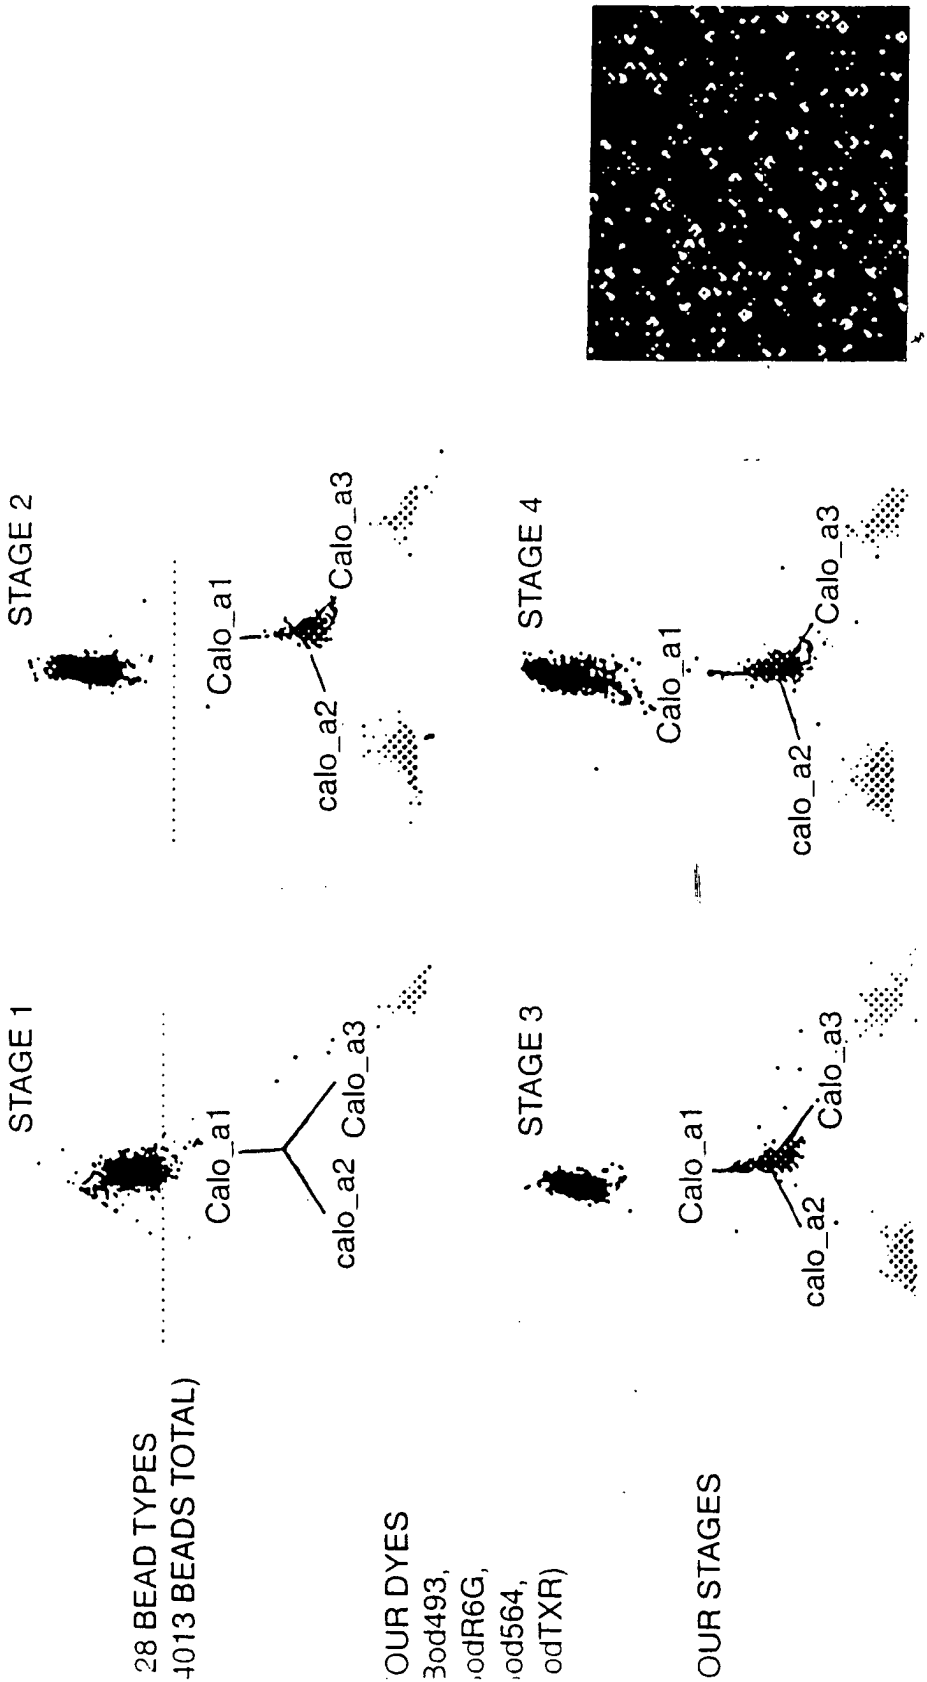 28 BEAD TYPES
4013 BEADS TOTAL)
OUR DYES
3od493,
odR6G,
od564,
odTXR)
OUR STAGES
STAGE 1
Calo_a1
calo_a2
Calo_a3
STAGE 2
Calo_a1
calo_a2
Calo_a3
STAGE 3
Calo_a1
calo_a2
Calo_a3
STAGE 4
Calo_a1
calo_a2
Calo_a3